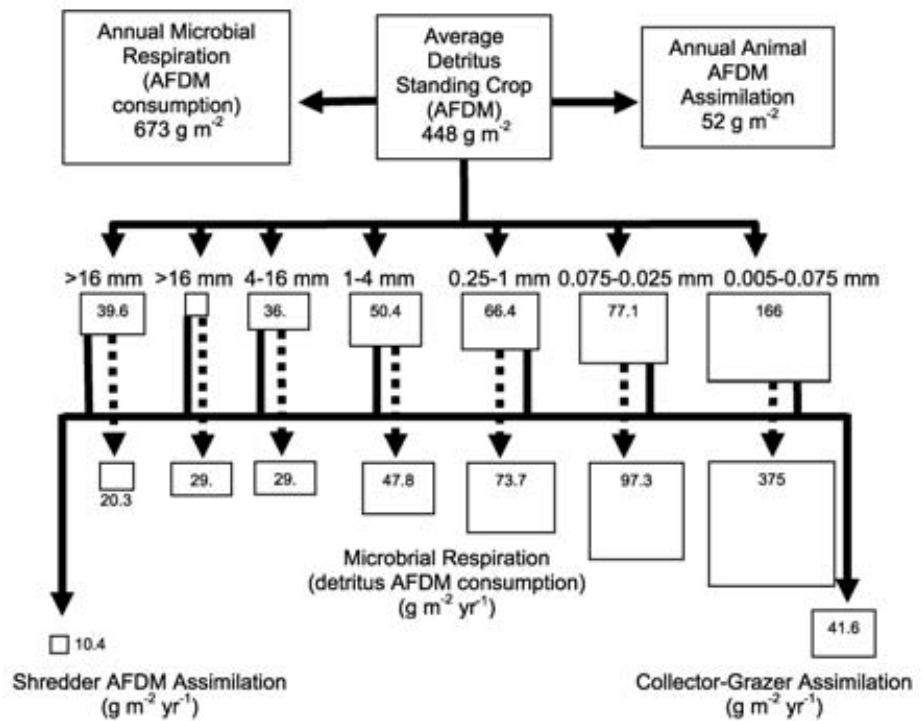 Annual Microbial
Respiration
(AFDM
consumption)
673 g m-2
Average
Detritus
Standing Crop
(AFDM)
448 g m-2
Annual Animal
AFDM
Assimilation
52 g m-2
>16 mm >16 mm 4-16 mm 1-4 mm 0.25-1 mm 0.075-0.025 mm 0.005-0.075 mm
39.6 36. 50.4 66.4 77.1 166
20.3 29. 29. 47.8 73.7 97.3 375
Microbrial Respiration
(detritus AFDM consumption)
(g m-2 yr-1)
10.4
Shredder AFDM Assimilation
(g m-2 yr-1)
41.6
Collector-Grazer Assimilation
(g m-2 yr-1)